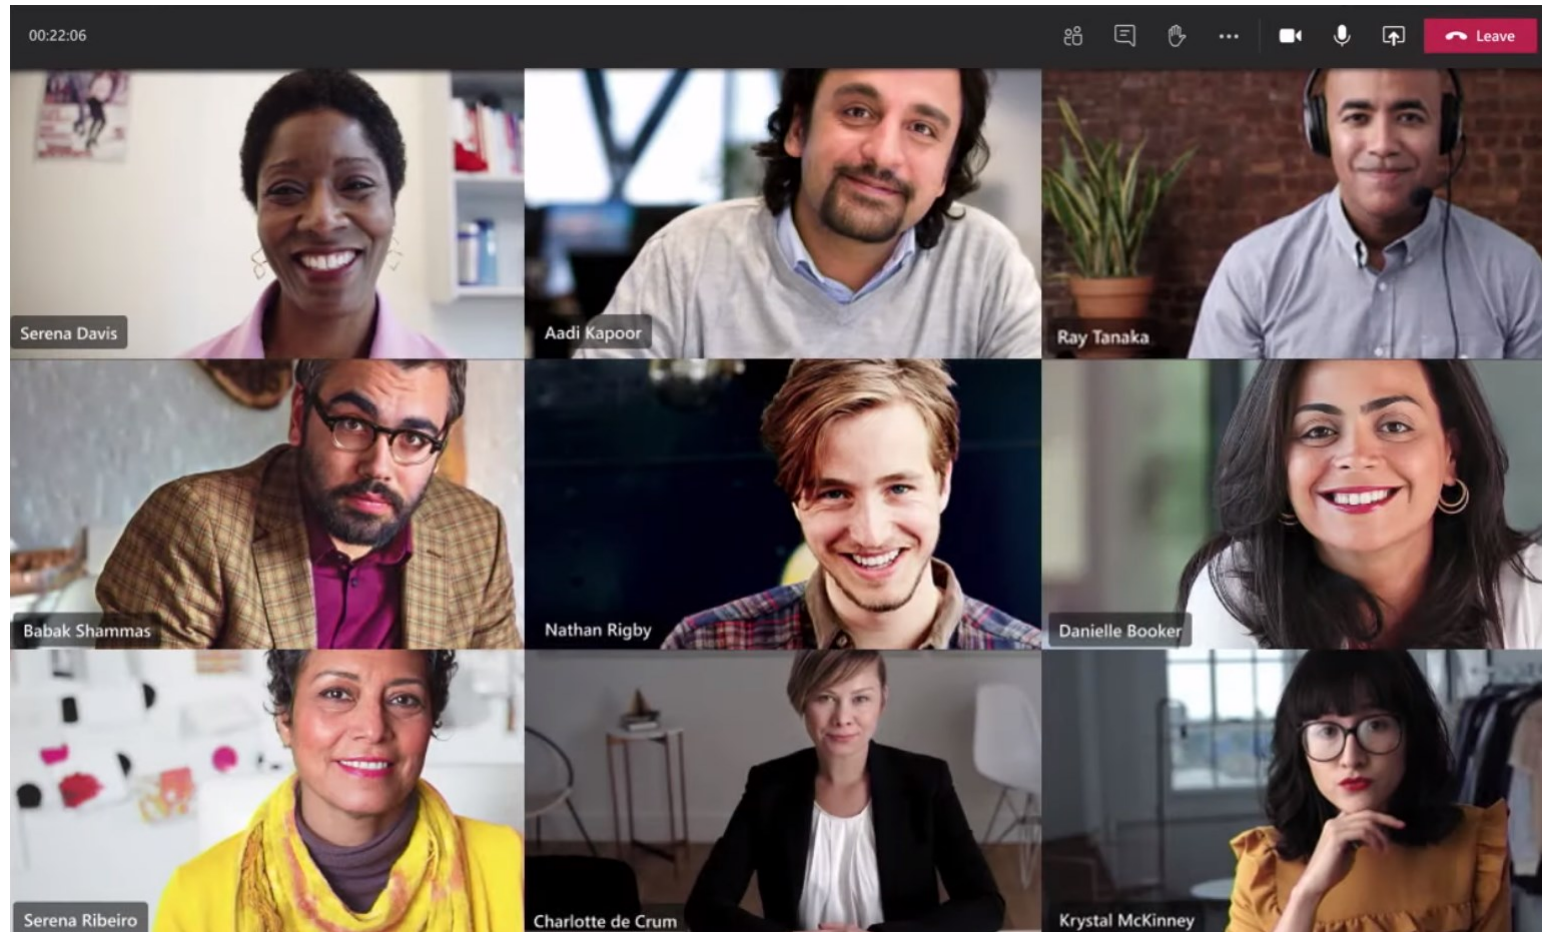 00:22:06
Leave
Serena Davis
Aadi Kapoor
Ray Tanaka
Babak Shammas
Nathan Rigby
Danielle Booker
Serena Ribeiro
Charlotte de Crum
Krystal McKinney